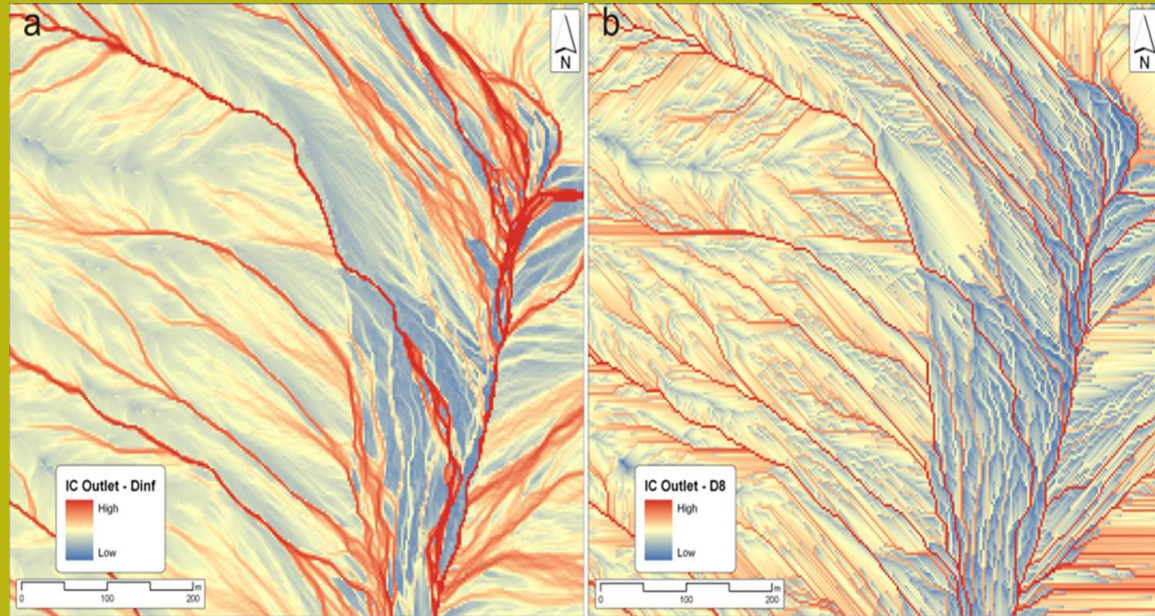 a
N
IC Outlet - Dinf
High
Low
0 100 200 m
b
N
IC Outlet - D8
High
Low
0 100 200 m